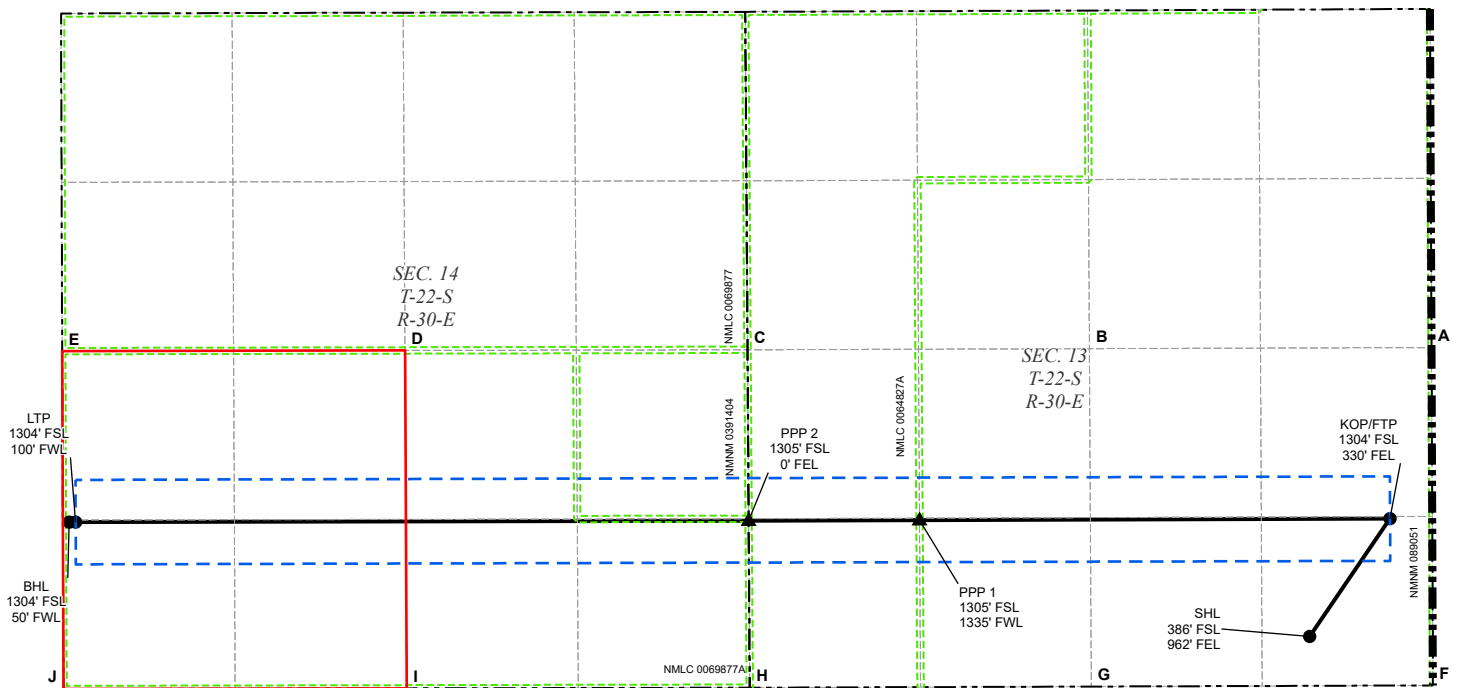 SEC. 14
T-22-S
R-30-E
NMLC 0069877
E
D
C
B
A
SEC. 13
T-22-S
R-30-E
NMNM 0391404
NMLC 0064827A
LTP
1304' FSL
100' FWL
PPP 2
1305' FSL
0' FEL
KOP/FTP
1304' FSL
330' FEL
NMNM 089051
BHL
1304' FSL
50' FWL
PPP 1
1305' FSL
1335' FWL
SHL
386' FSL
962' FEL
NMLC 0069877A
J
I
H
G
F